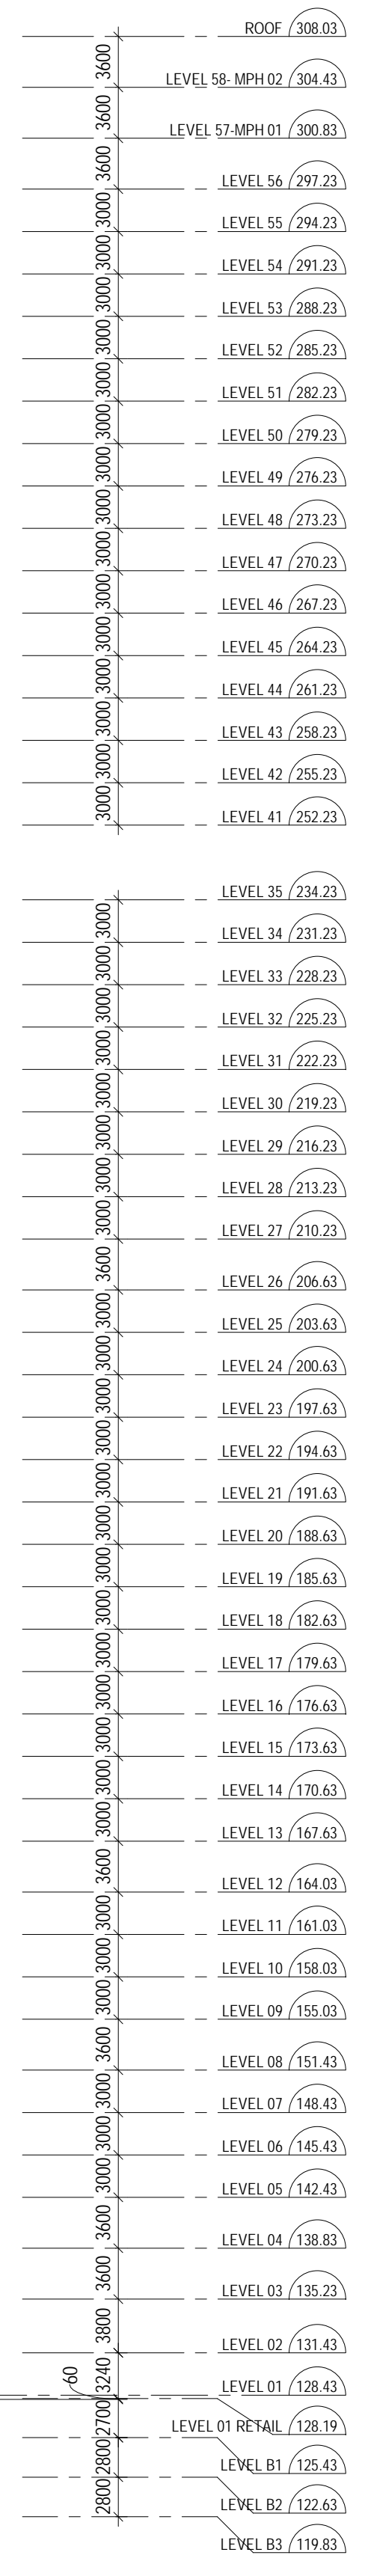 ROOF 308.03
3600
LEVEL 58- MPH 02 304.43
3600
LEVEL 57-MPH 01 300.83
3600
LEVEL 56 297.23
3000
LEVEL 55 294.23
3000
LEVEL 54 291.23
3000
LEVEL 53 288.23
3000
LEVEL 52 285.23
3000
LEVEL 51 282.23
3000
LEVEL 50 279.23
3000
LEVEL 49 276.23
3000
LEVEL 48 273.23
3000
LEVEL 47 270.23
3000
LEVEL 46 267.23
3000
LEVEL 45 264.23
3000
LEVEL 44 261.23
3000
LEVEL 43 258.23
3000
LEVEL 42 255.23
3000
LEVEL 41 252.23
LEVEL 35 234.23
3000
LEVEL 34 231.23
3000
LEVEL 33 228.23
3000
LEVEL 32 225.23
3000
LEVEL 31 222.23
3000
LEVEL 30 219.23
3000
LEVEL 29 216.23
3000
LEVEL 28 213.23
3000
LEVEL 27 210.23
3600
LEVEL 26 206.63
3000
LEVEL 25 203.63
3000
LEVEL 24 200.63
3000
LEVEL 23 197.63
3000
LEVEL 22 194.63
3000
LEVEL 21 191.63
3000
LEVEL 20 188.63
3000
LEVEL 19 185.63
3000
LEVEL 18 182.63
3000
LEVEL 17 179.63
3000
LEVEL 16 176.63
3000
LEVEL 15 173.63
3000
LEVEL 14 170.63
3000
LEVEL 13 167.63
3600
LEVEL 12 164.03
3000
LEVEL 11 161.03
3000
LEVEL 10 158.03
3000
LEVEL 09 155.03
3600
LEVEL 08 151.43
3000
LEVEL 07 148.43
3000
LEVEL 06 145.43
3000
LEVEL 05 142.43
3600
LEVEL 04 138.83
3600
LEVEL 03 135.23
3800
LEVEL 02 131.43
3240
60
LEVEL 01 128.43
2700
LEVEL 01 RETAIL 128.19
2800
LEVEL B1 125.43
2800
LEVEL B2 122.63
LEVEL B3 119.83